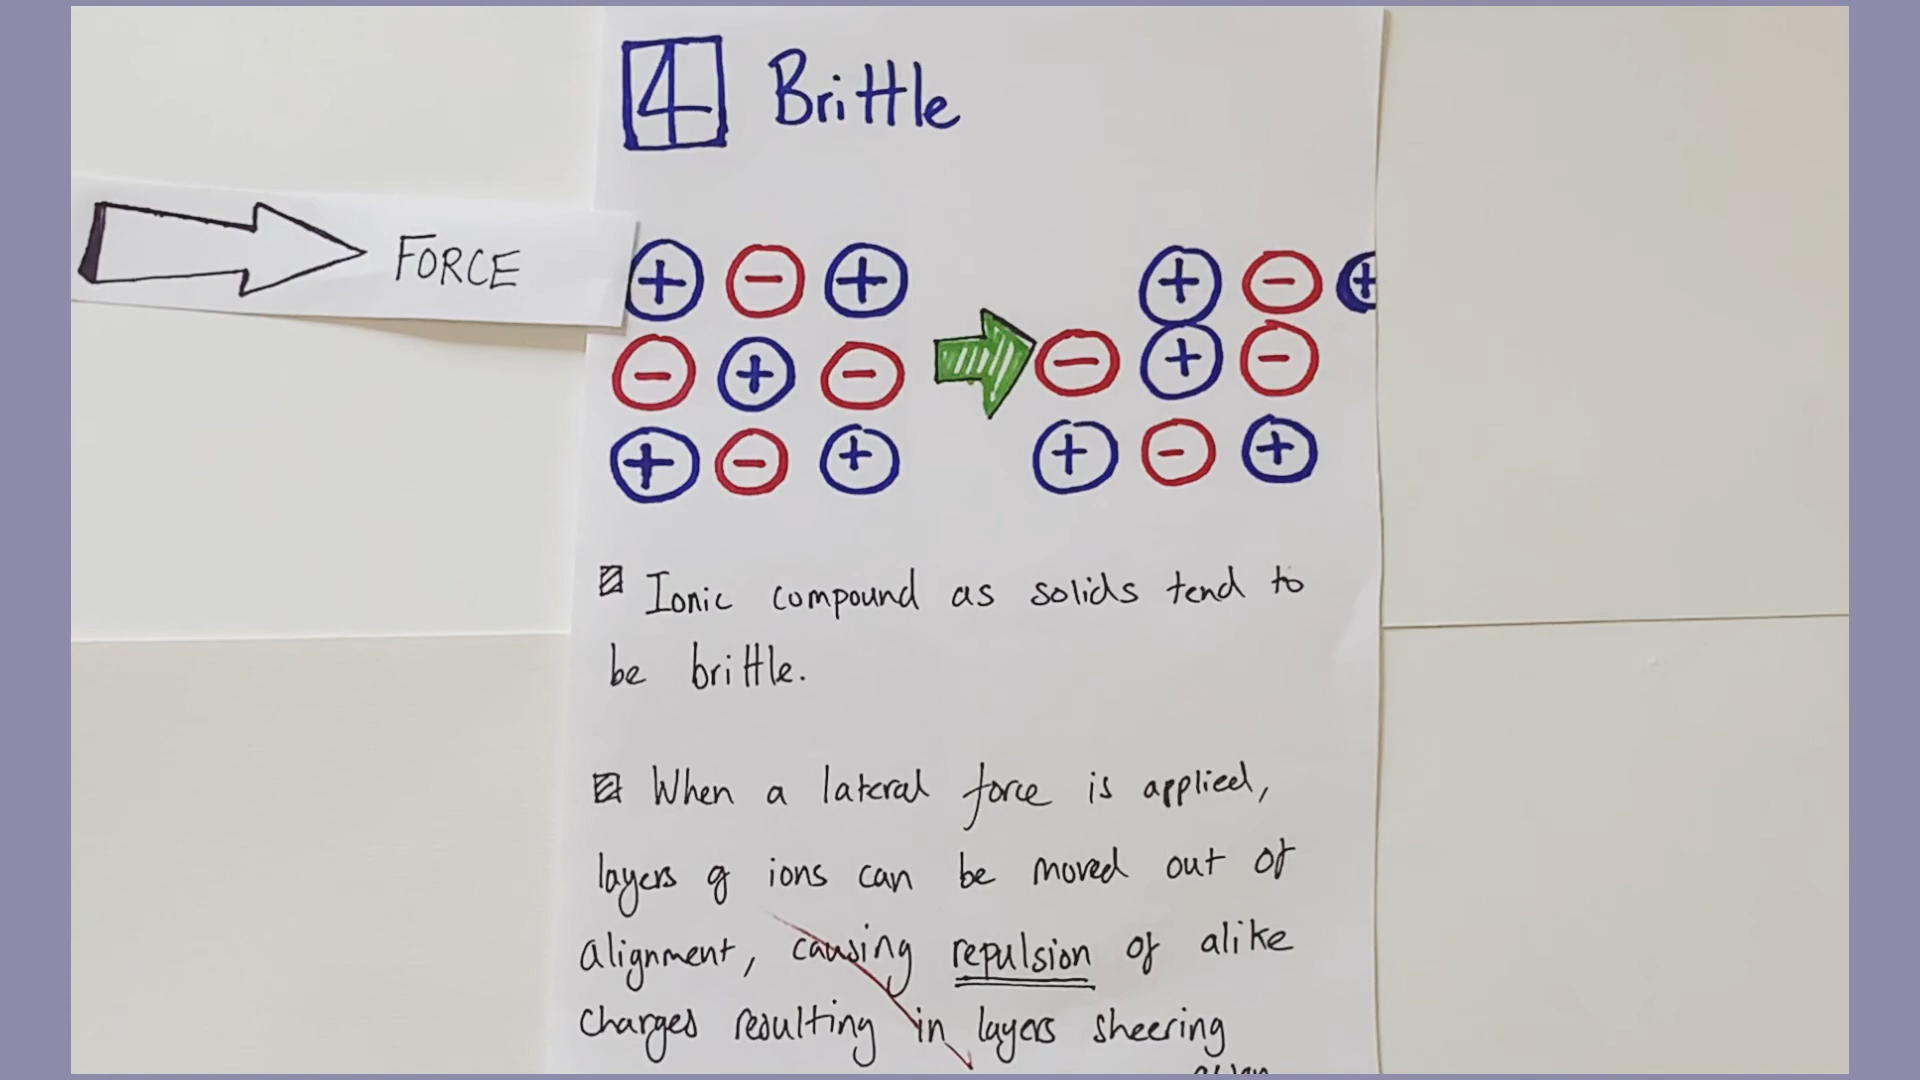 4 Brittle
FORCE
+ − + + − +
− + − − + −
+ − + + − +
Ionic compound as solids tend to
be brittle.
When a lateral force is applied,
layers of ions can be moved out of
alignment, causing repulsion of alike
charges resulting in layers sheering